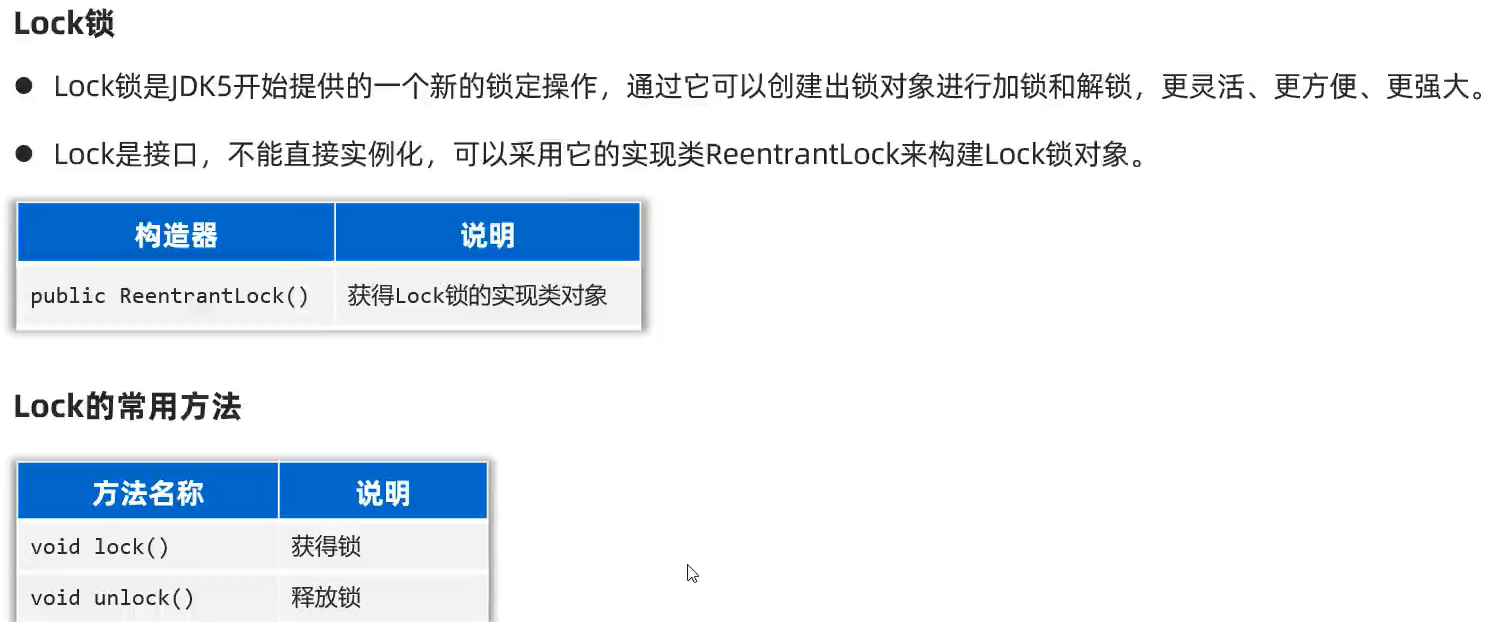 Lock锁
● Lock锁是JDK5开始提供的一个新的锁定操作，通过它可以创建出锁对象进行加锁和解锁，更灵活、更方便、更强大。
● Lock是接口，不能直接实例化，可以采用它的实现类ReentrantLock来构建Lock锁对象。
构造器 说明
public ReentrantLock() 获得Lock锁的实现类对象
Lock的常用方法
方法名称 说明
void lock() 获得锁
void unlock() 释放锁